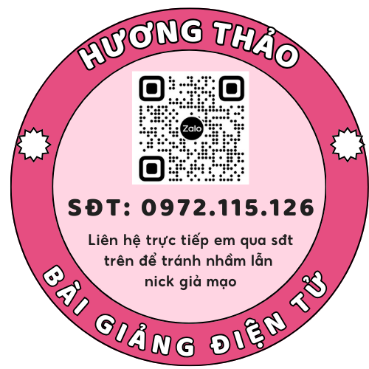 HƯƠNG THẢO
Zalo
SĐT: 0972.115.126
Liên hệ trực tiếp em qua sđt
trên để tránh nhầm lẫn
nick giả mạo
BÀI GIẢNG ĐIỆN TỬ